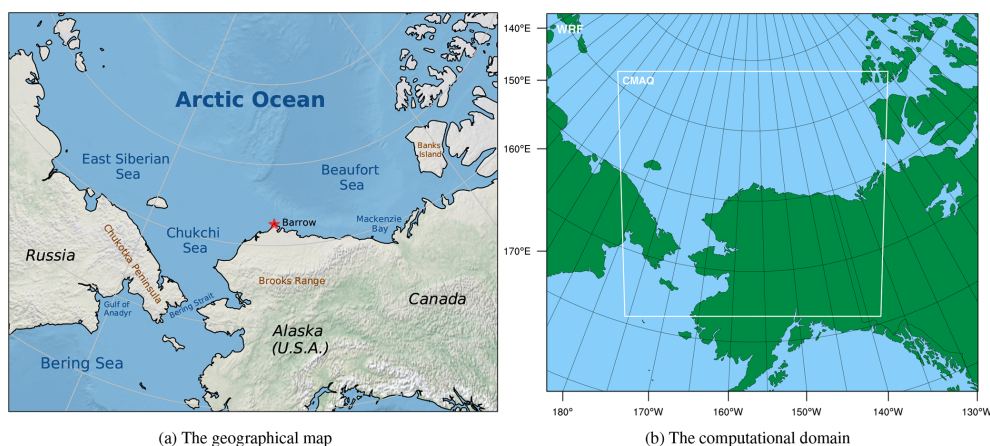 Arctic Ocean
East Siberian
Sea
Beaufort
Sea
Banks
Island
Barrow
Mackenzie
Bay
Chukchi
Sea
Russia
Chukotka Peninsula
Brooks Range
Canada
Gulf of
Anadyr
Bering Strait
Alaska
(U.S.A.)
Bering Sea
(a) The geographical map
140°E
150°E
160°E
170°E
WRF
CMAQ
180°
170°W
160°W
150°W
140°W
130°W
(b) The computational domain